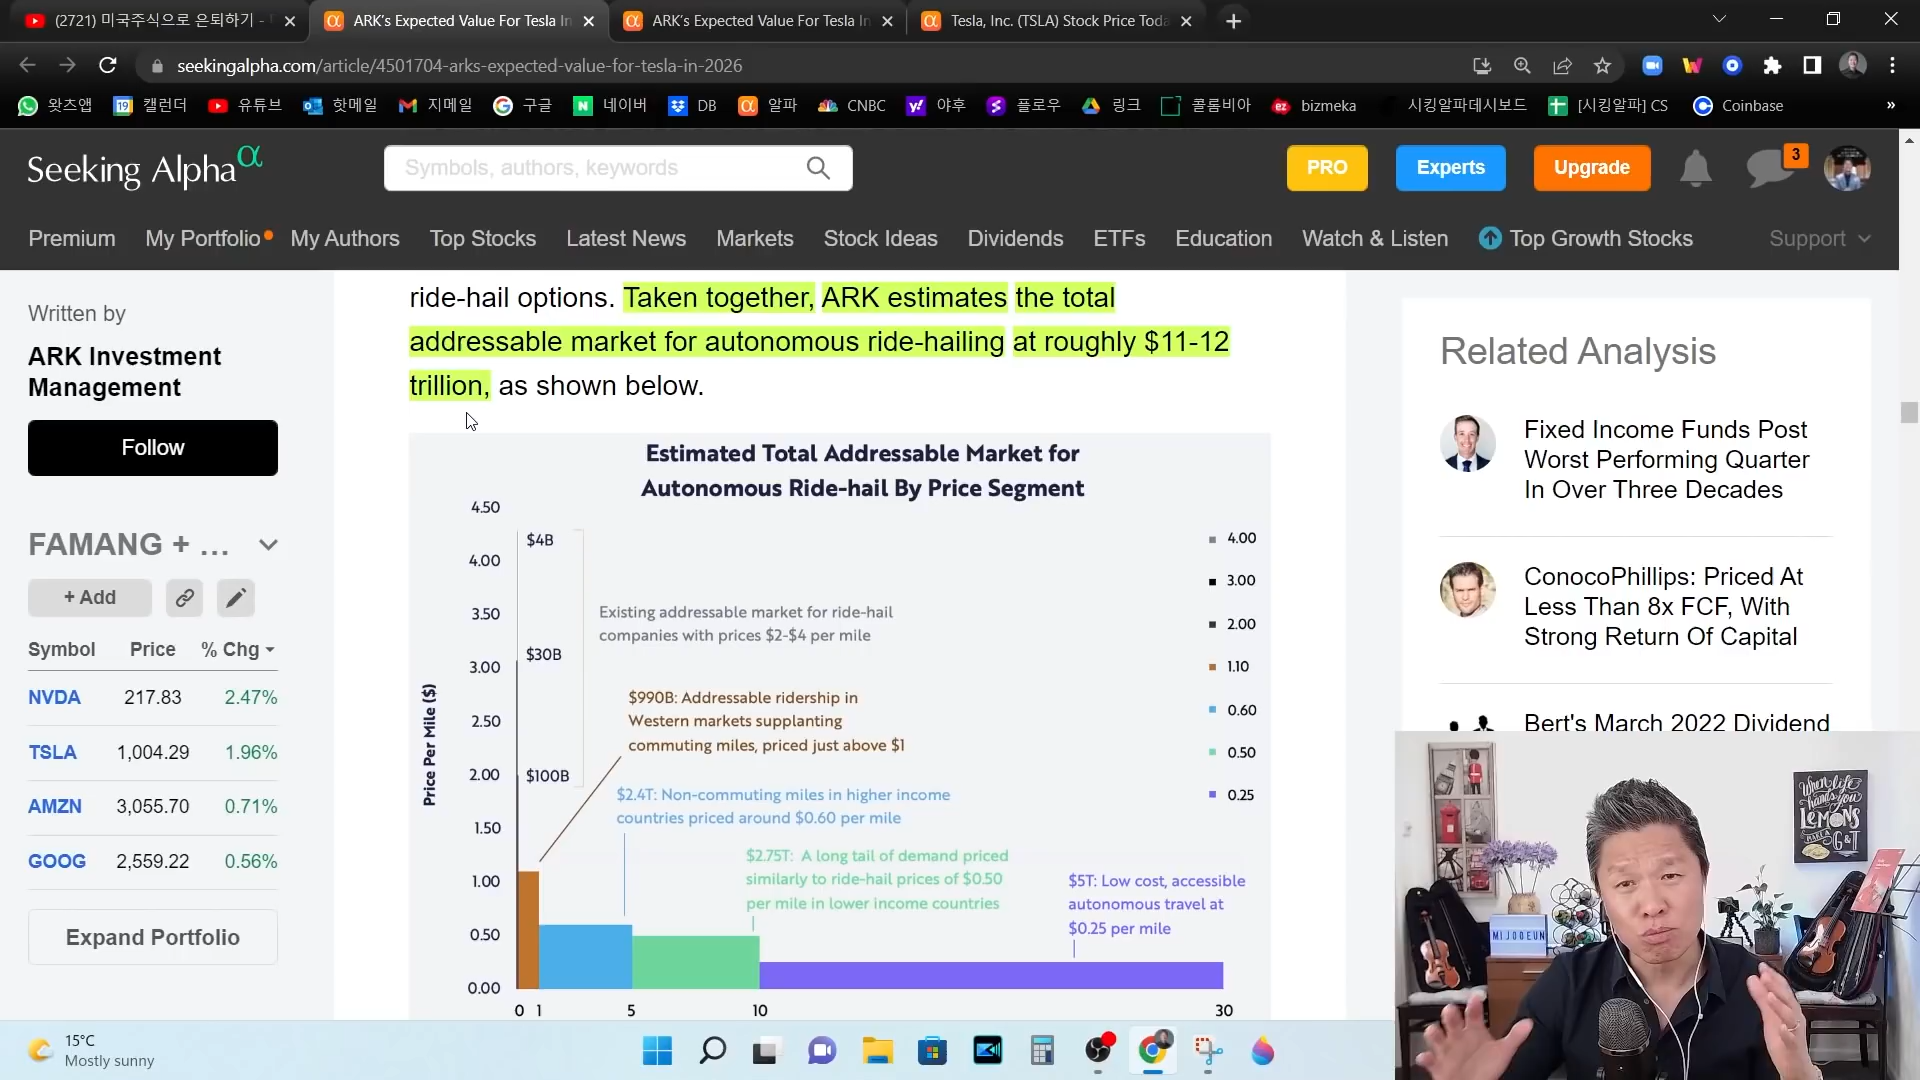 (2721) 미국주식으로 은퇴하기 -
ARK's Expected Value For Tesla In
ARK's Expected Value For Tesla In
Tesla, Inc. (TSLA) Stock Price Toda
seekingalpha.com/article/4501704-arks-expected-value-for-tesla-in-2026
왓츠앱
19
캘린더
유튜브
핫메일
지메일
구글
네이버
DB
알파
CNBC
야후
플로우
링크
콜롬비아
bizmeka
시킹알파데시보드
[시킹알파] CS
Coinbase
»
Seeking Alpha α
Symbols, authors, keywords
PRO
Experts
Upgrade
3
Premium
My Portfolio
My Authors
Top Stocks
Latest News
Markets
Stock Ideas
Dividends
ETFs
Education
Watch & Listen
Top Growth Stocks
Support
Written by
ARK Investment
Management
Follow
FAMANG + ...
+ Add
Symbol Price % Chg
NVDA 217.83 2.47%
TSLA 1,004.29 1.96%
AMZN 3,055.70 0.71%
GOOG 2,559.22 0.56%
Expand Portfolio
ride-hail options. Taken together, ARK estimates the total
addressable market for autonomous ride-hailing at roughly $11-12
trillion, as shown below.
Estimated Total Addressable Market for
Autonomous Ride-hail By Price Segment
Price Per Mile ($)
4.50
4.00
3.50
3.00
2.50
2.00
1.50
1.00
0.50
0.00
0 1 5 10 30
$4B
$30B
$100B
Existing addressable market for ride-hail
companies with prices $2-$4 per mile
$990B: Addressable ridership in
Western markets supplanting
commuting miles, priced just above $1
$2.4T: Non-commuting miles in higher income
countries priced around $0.60 per mile
$2.75T: A long tail of demand priced
similarly to ride-hail prices of $0.50
per mile in lower income countries
$5T: Low cost, accessible
autonomous travel at
$0.25 per mile
4.00
3.00
2.00
1.10
0.60
0.50
0.25
Related Analysis
Fixed Income Funds Post
Worst Performing Quarter
In Over Three Decades
ConocoPhillips: Priced At
Less Than 8x FCF, With
Strong Return Of Capital
Bert's March 2022 Dividend
When life
hands you
LEMONS
MAKE A
G&T
MIJOOEUN
15°C
Mostly sunny